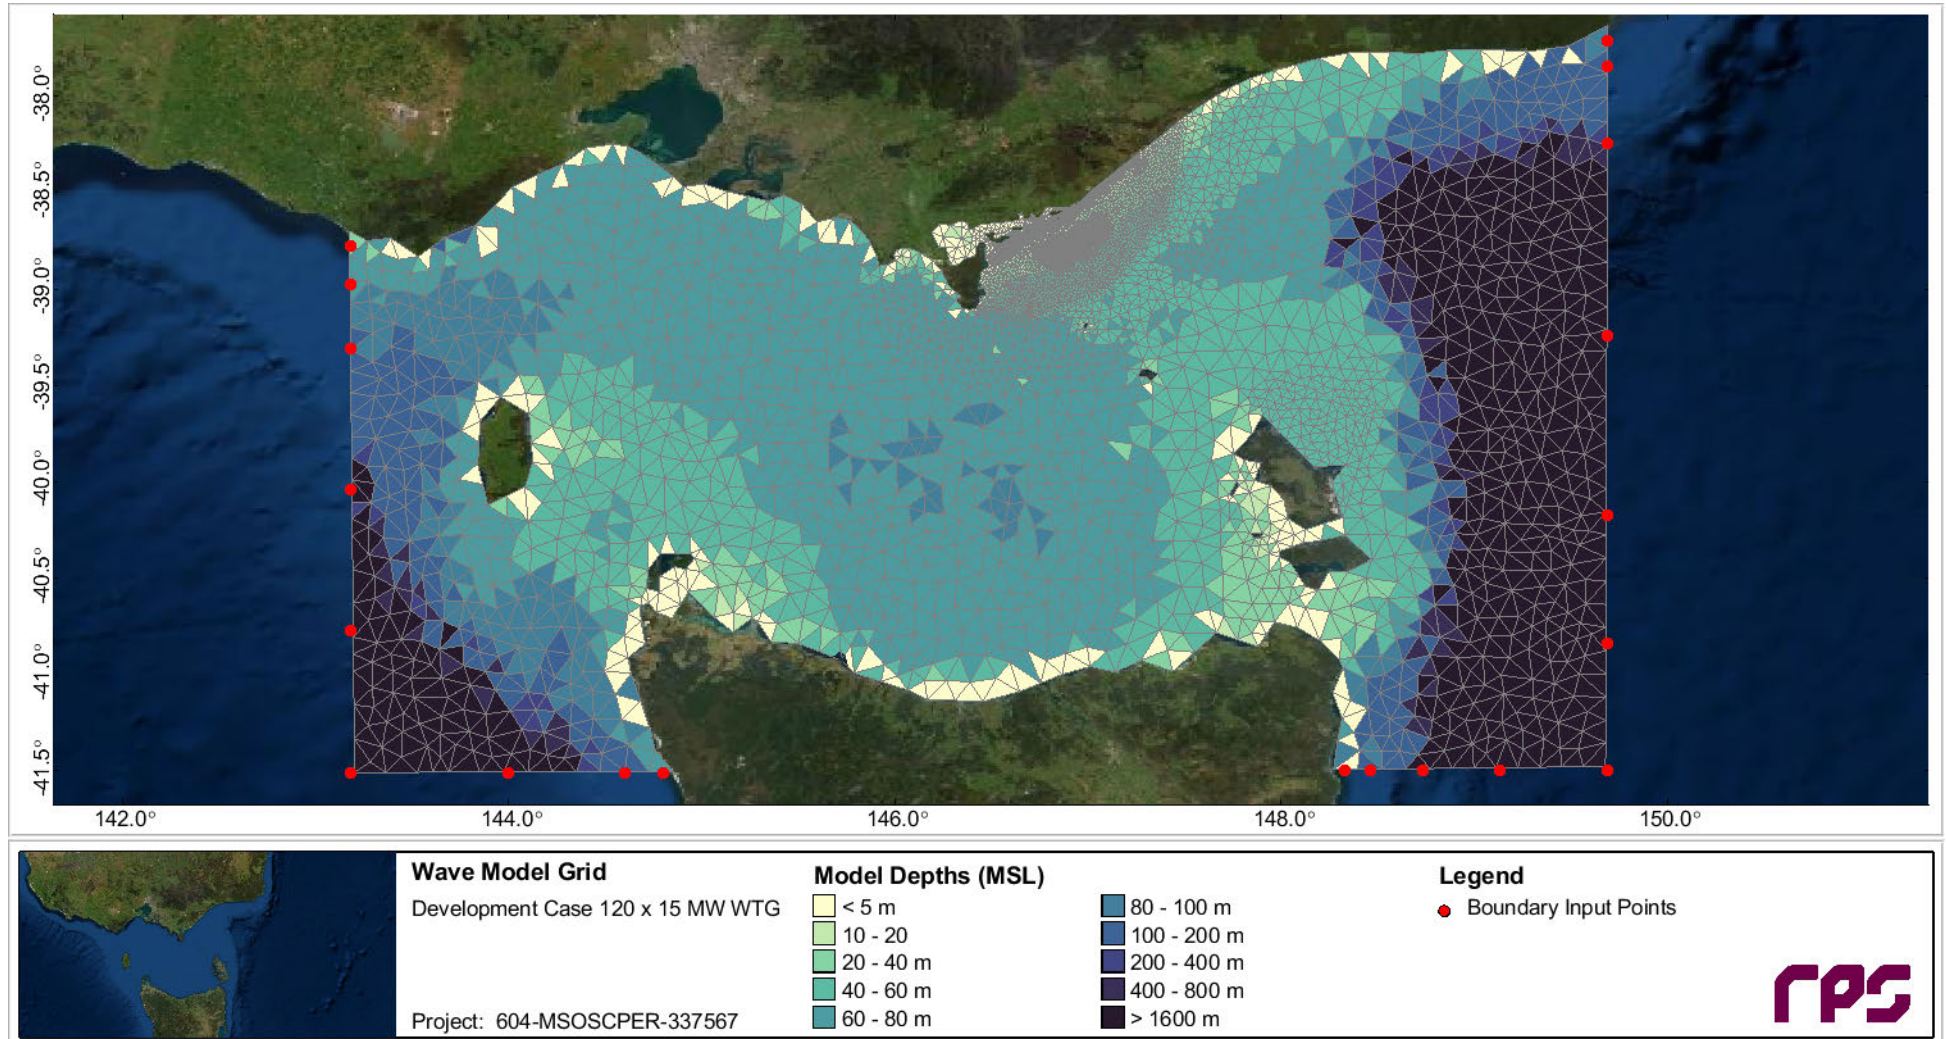 -38.0°
-38.5°
-39.0°
-39.5°
-40.0°
-40.5°
-41.0°
-41.5°
142.0°
144.0°
146.0°
148.0°
150.0°
Wave Model Grid
Development Case 120 x 15 MW WTG
Project: 604-MSOSCPER-337567
Model Depths (MSL)
< 5 m
10 - 20
20 - 40 m
40 - 60 m
60 - 80 m
80 - 100 m
100 - 200 m
200 - 400 m
400 - 800 m
> 1600 m
Legend
Boundary Input Points
rps